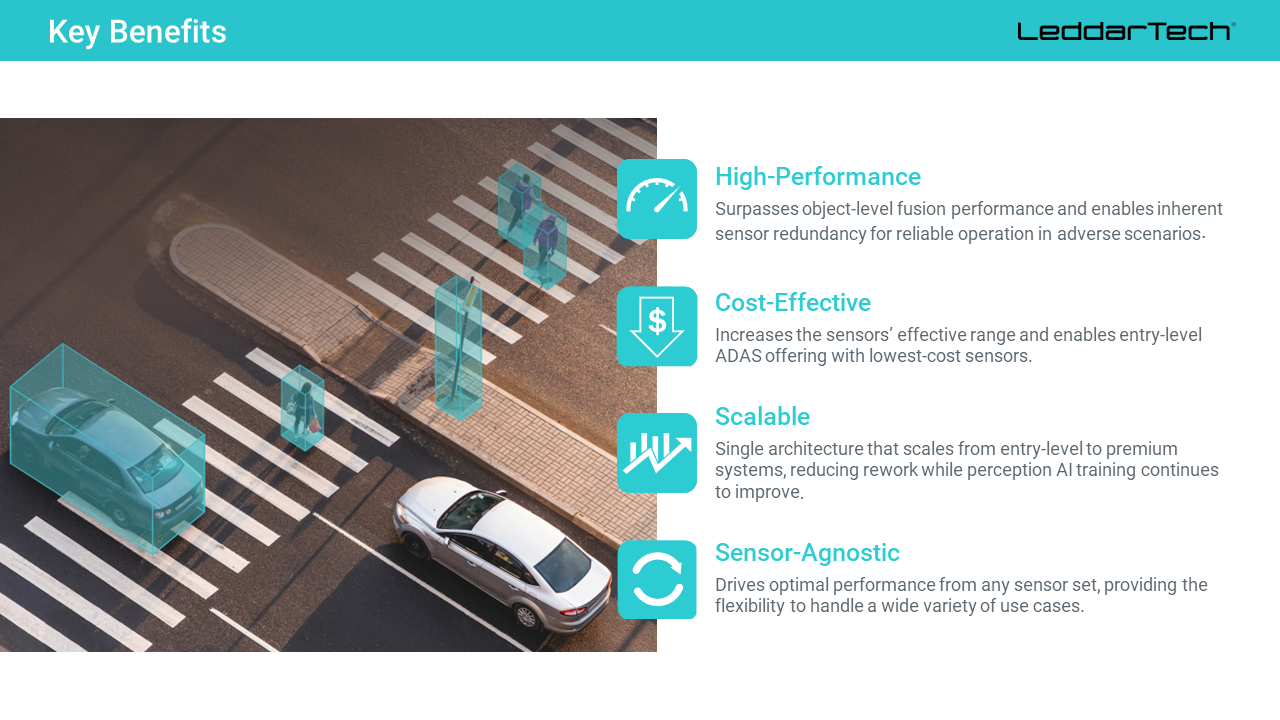 Key Benefits
LeddarTech®
High-Performance
Surpasses object-level fusion performance and enables inherent
sensor redundancy for reliable operation in adverse scenarios.
$
Cost-Effective
Increases the sensors’ effective range and enables entry-level
ADAS offering with lowest-cost sensors.
Scalable
Single architecture that scales from entry-level to premium
systems, reducing rework while perception AI training continues
to improve.
Sensor-Agnostic
Drives optimal performance from any sensor set, providing the
flexibility to handle a wide variety of use cases.